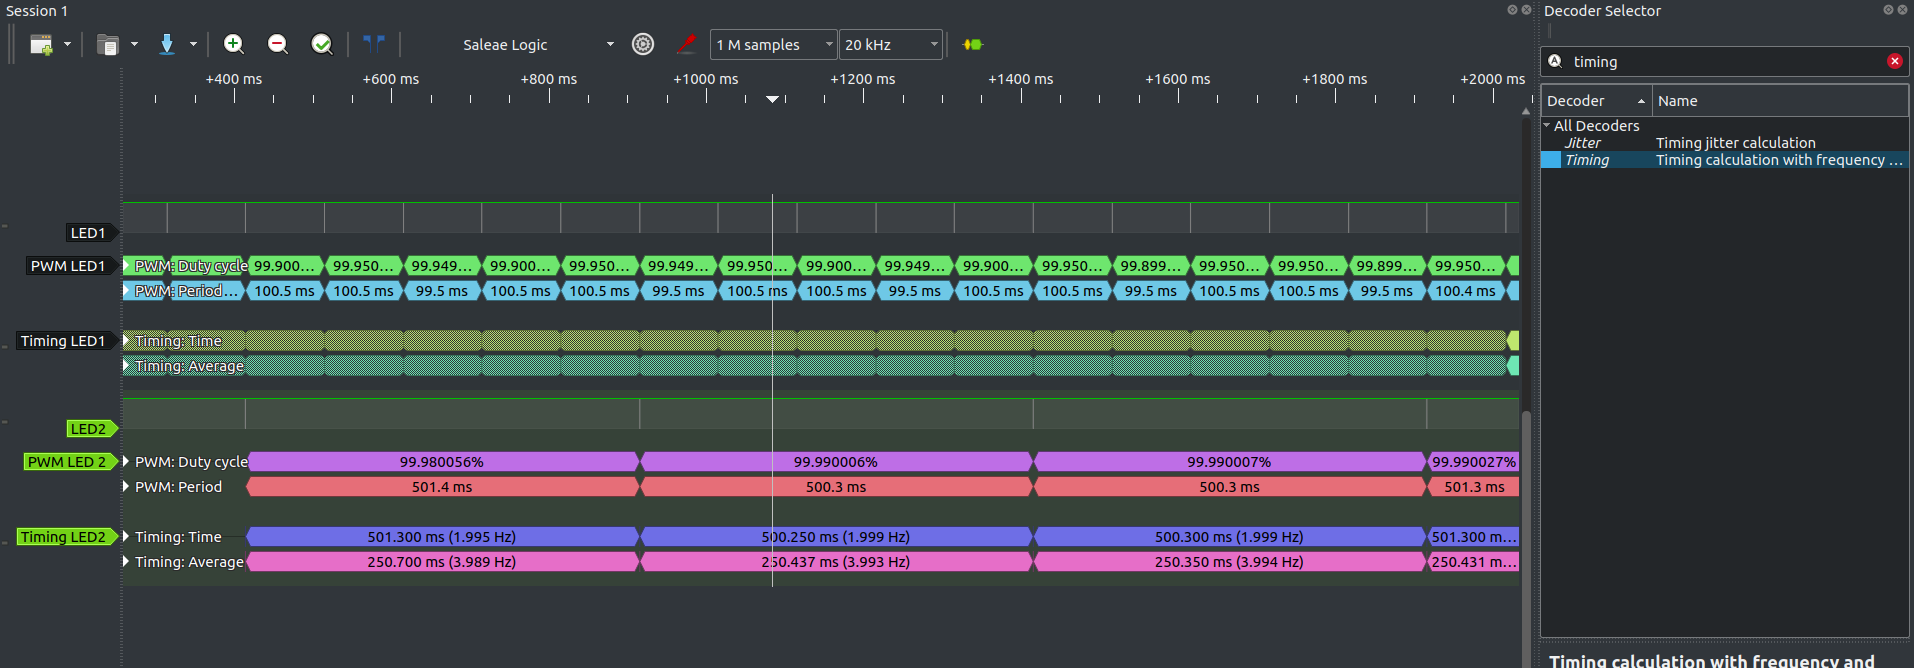 Session 1
Saleae Logic 1 M samples 20 kHz
+400 ms +600 ms +800 ms +1000 ms +1200 ms +1400 ms +1600 ms +1800 ms +2000 ms
LED1
PWM LED1 PWM: Duty cycle 99.900… 99.950… 99.949… 99.900… 99.950… 99.949… 99.950… 99.900… 99.949… 99.900… 99.950… 99.899… 99.950… 99.950… 99.899… 99.950…
PWM: Period… 100.5 ms 100.5 ms 99.5 ms 100.5 ms 100.5 ms 99.5 ms 100.5 ms 100.5 ms 99.5 ms 100.5 ms 100.5 ms 99.5 ms 100.5 ms 100.5 ms 99.5 ms 100.4 ms
Timing LED1 Timing: Time
Timing: Average
LED2
PWM LED 2 PWM: Duty cycle 99.980056% 99.990006% 99.990007% 99.990027%
PWM: Period 501.4 ms 500.3 ms 500.3 ms 501.3 ms
Timing LED2 Timing: Time 501.300 ms (1.995 Hz) 500.250 ms (1.999 Hz) 500.300 ms (1.999 Hz) 501.300 m…
Timing: Average 250.700 ms (3.989 Hz) 250.437 ms (3.993 Hz) 250.350 ms (3.994 Hz) 250.431 m…
Decoder Selector
timing
Decoder Name
All Decoders
Jitter Timing jitter calculation
Timing Timing calculation with frequency …
Timing calculation with frequency and